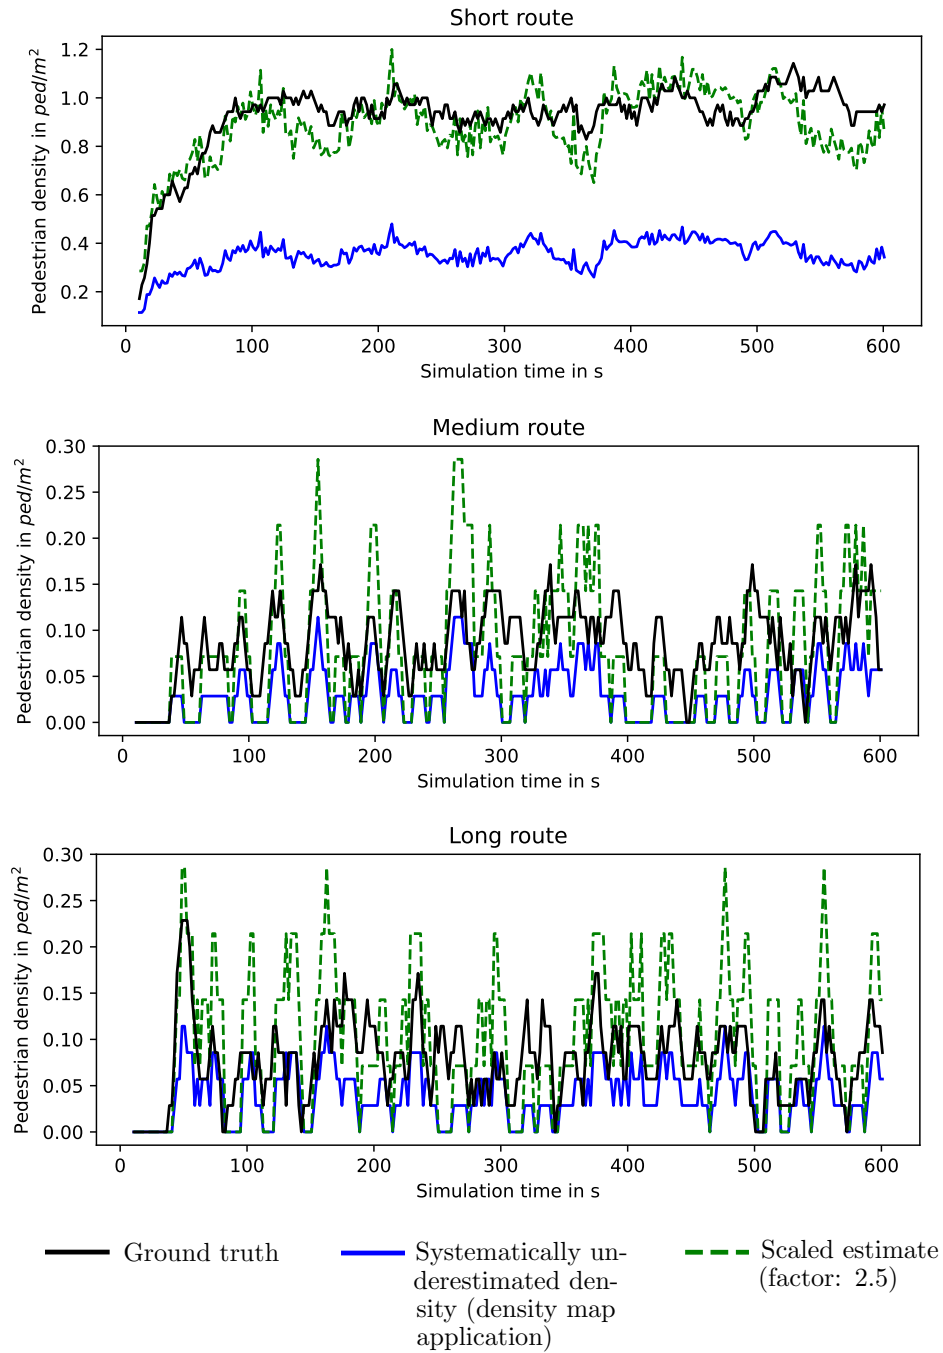 Short route
Pedestrian density in ped/m²
1.2
1.0
0.8
0.6
0.4
0.2
0 100 200 300 400 500 600
Simulation time in s
Medium route
Pedestrian density in ped/m²
0.30
0.25
0.20
0.15
0.10
0.05
0.00
0 100 200 300 400 500 600
Simulation time in s
Long route
Pedestrian density in ped/m²
0.30
0.25
0.20
0.15
0.10
0.05
0.00
0 100 200 300 400 500 600
Simulation time in s
Ground truth
Systematically un-
derestimated den-
sity (density map
application)
Scaled estimate
(factor: 2.5)